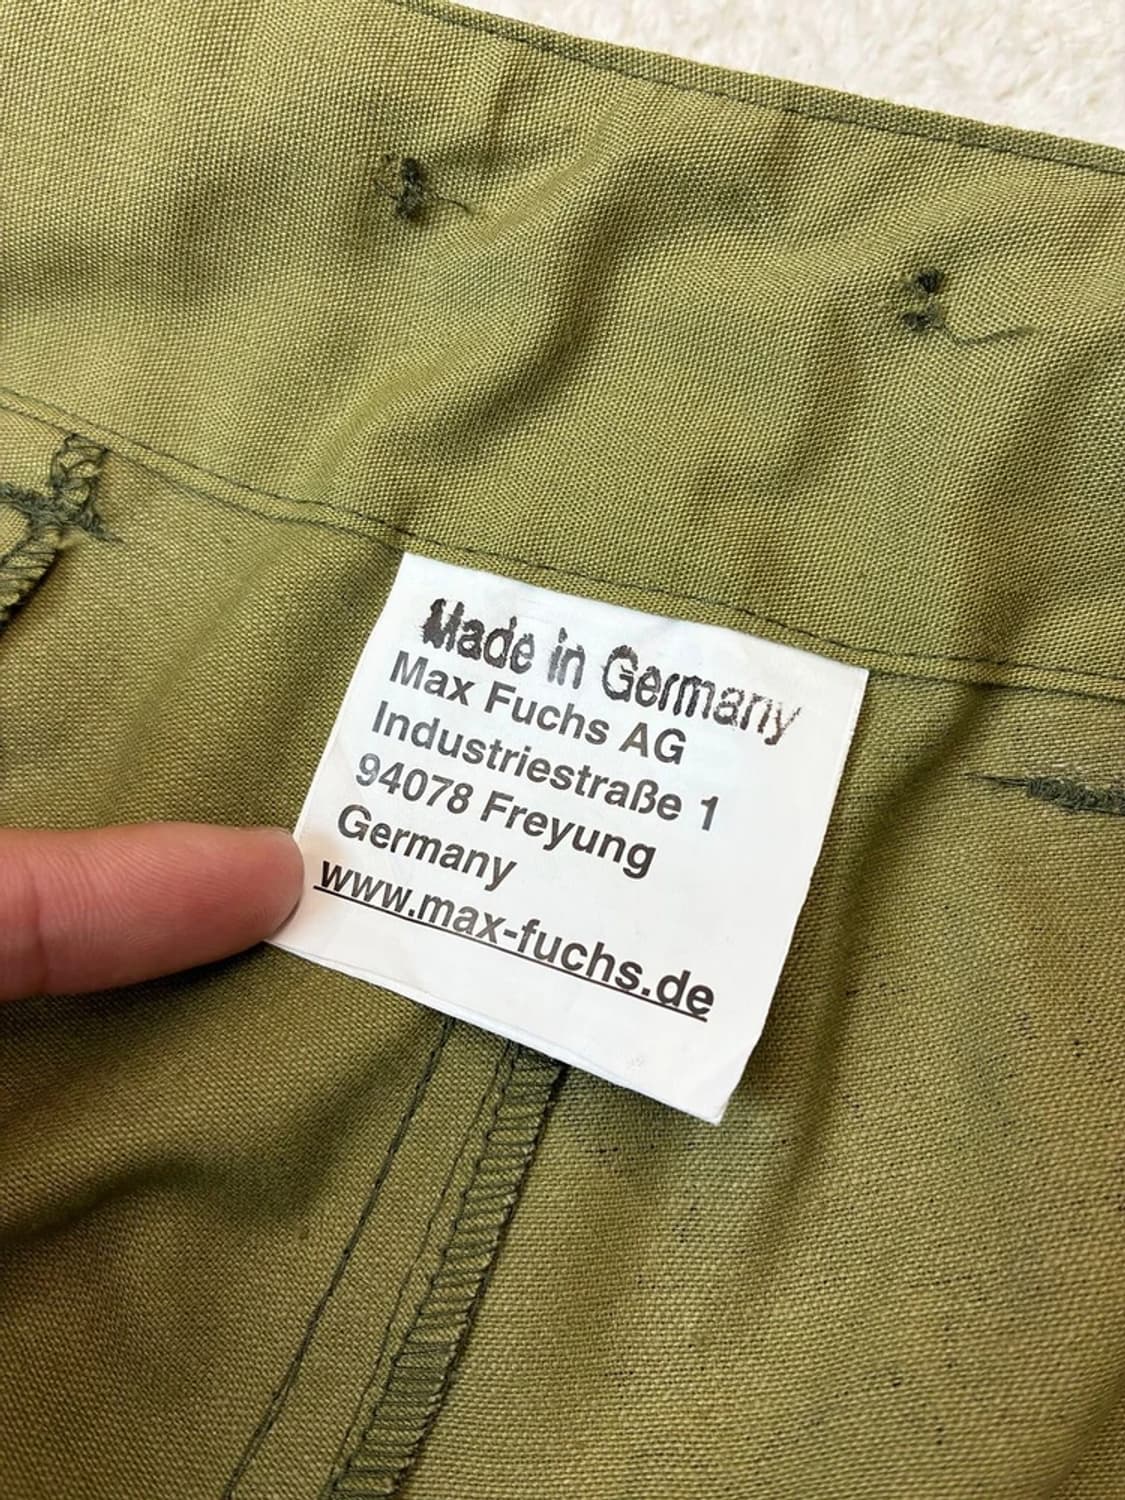 Made in Germany
Max Fuchs AG
Industriestraße 1
94078 Freyung
Germany
www.max-fuchs.de